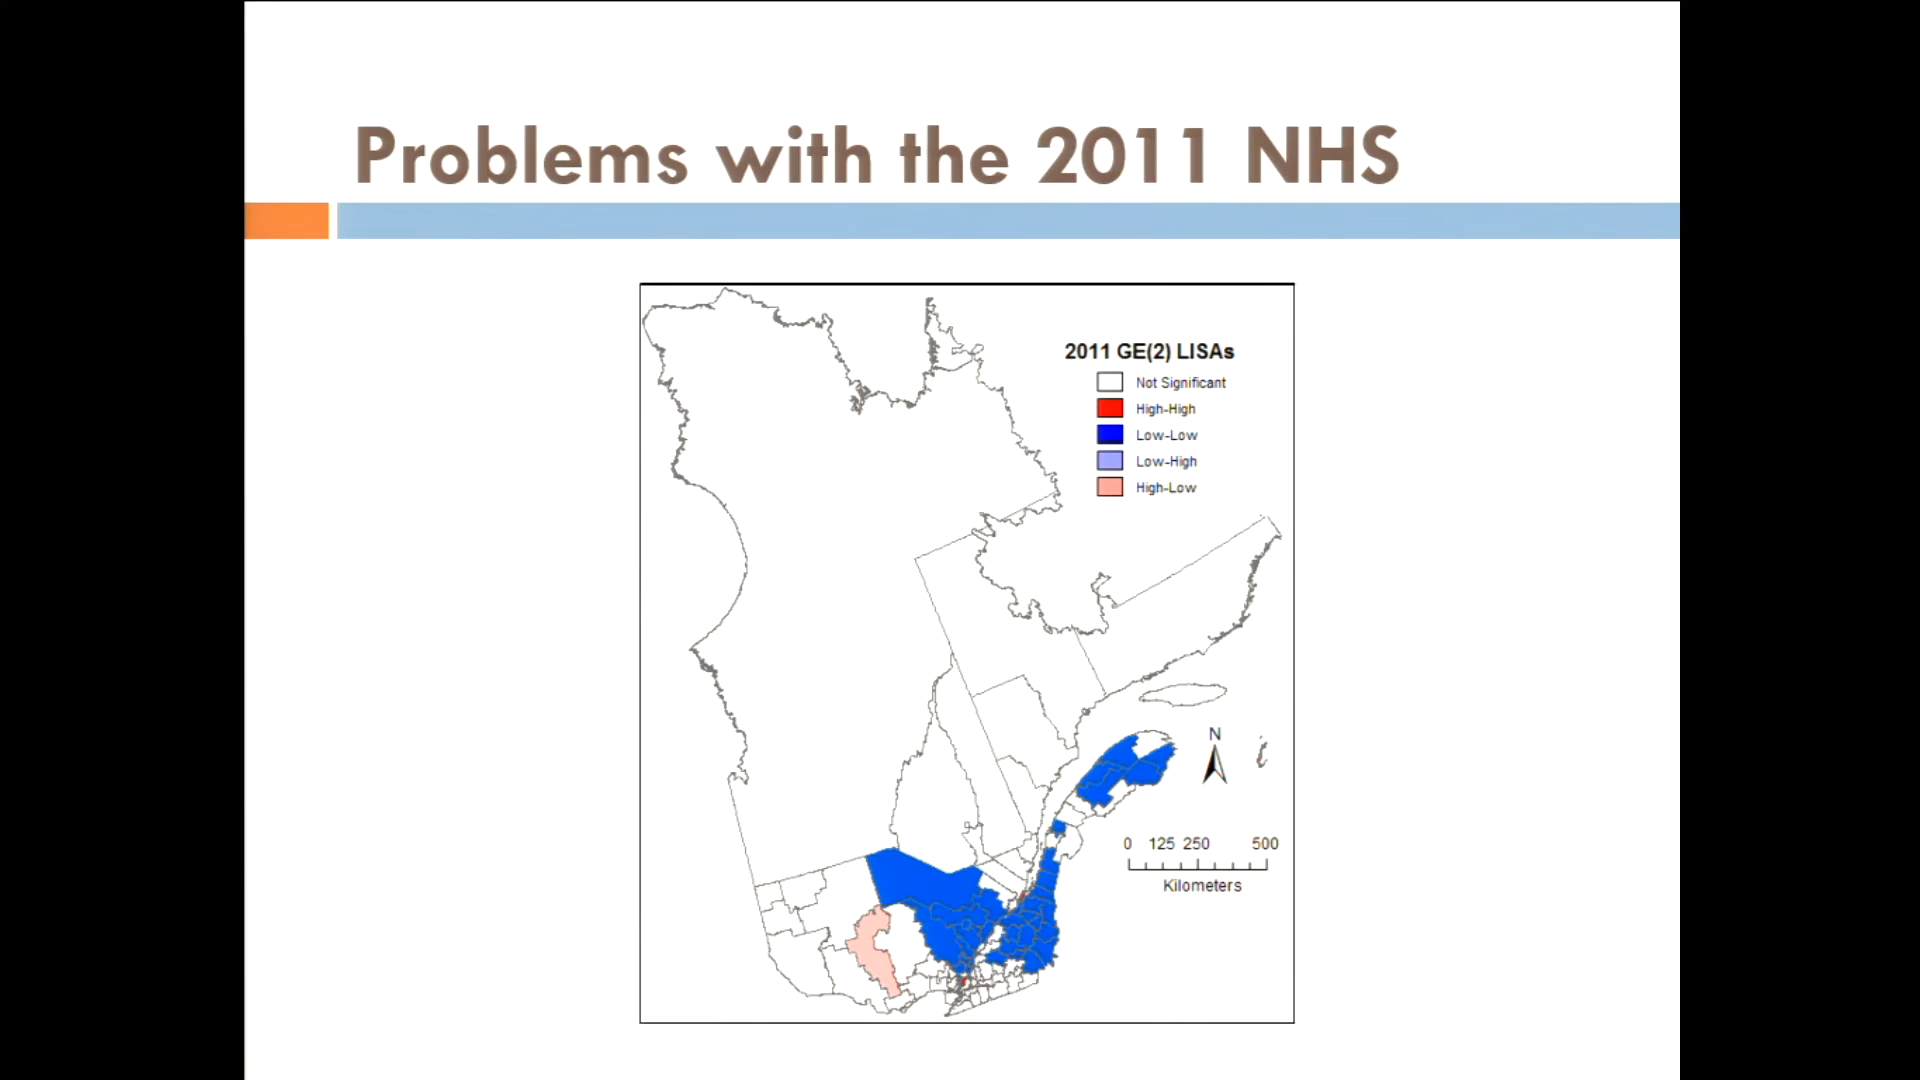 Problems with the 2011 NHS
2011 GE(2) LISAs
Not Significant
High-High
Low-Low
Low-High
High-Low
N
0 125 250 500
Kilometers